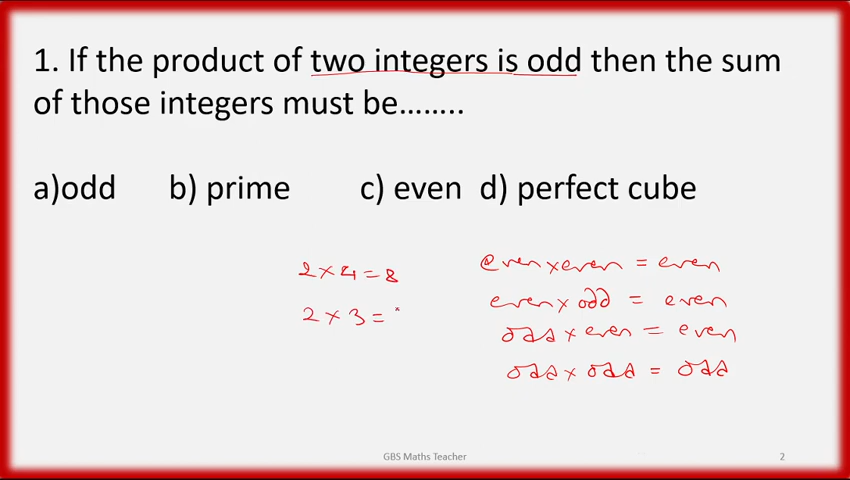 1. If the product of two integers is odd then the sum
of those integers must be........
a)odd b) prime c) even d) perfect cube
2 × 4 = 8
2 × 3 =
even × even = even
even × odd = even
odd × even = even
odd × odd = odd
GBS Maths Teacher 2